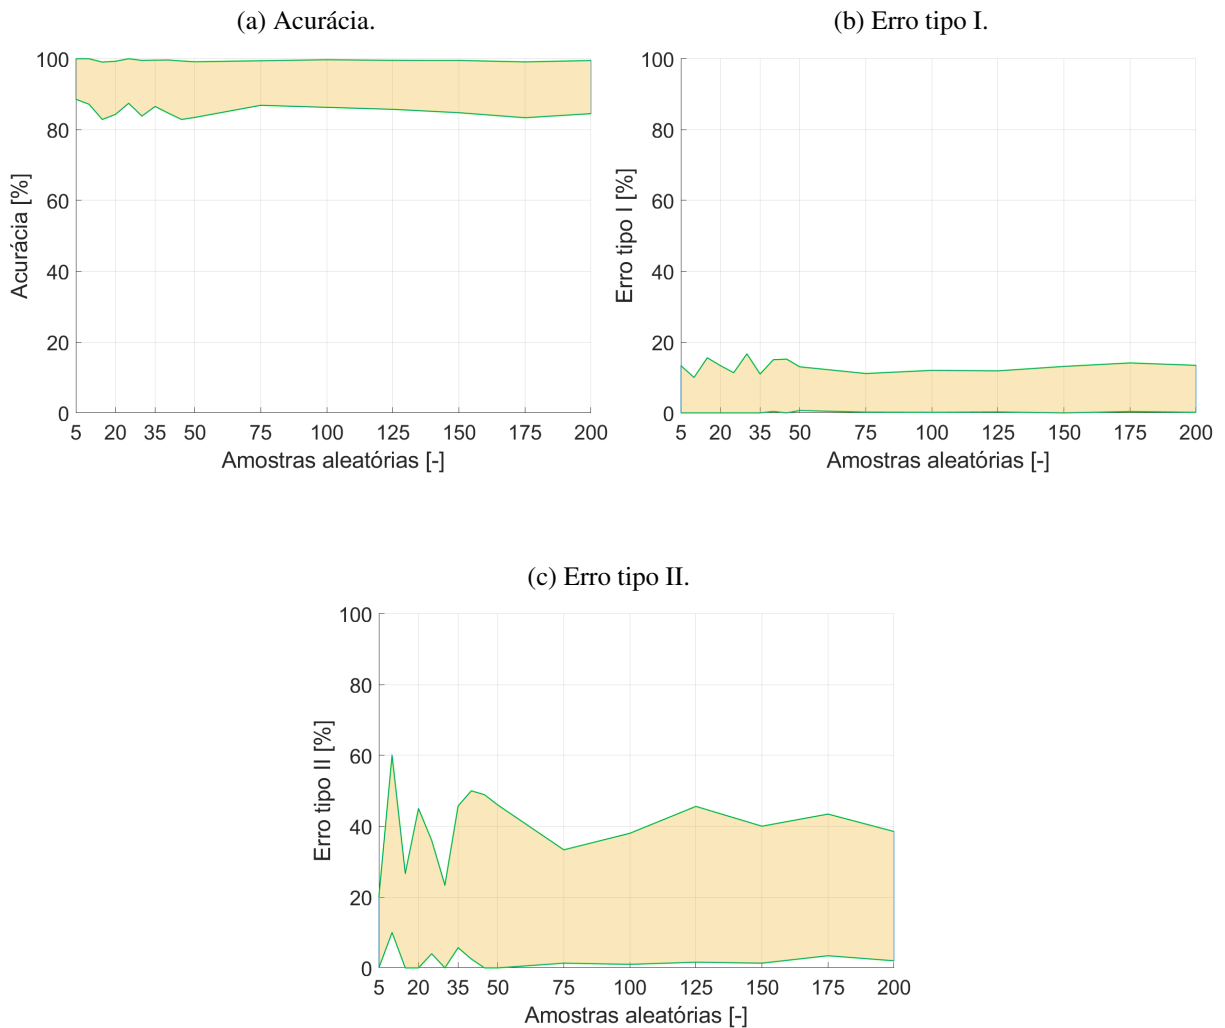 (a) Acurácia.
100
80
60
40
20
0
Acurácia [%]
5 20 35 50 75 100 125 150 175 200
Amostras aleatórias [-]
(b) Erro tipo I.
100
80
60
40
20
0
Erro tipo I [%]
5 20 35 50 75 100 125 150 175 200
Amostras aleatórias [-]
(c) Erro tipo II.
100
80
60
40
20
0
Erro tipo II [%]
5 20 35 50 75 100 125 150 175 200
Amostras aleatórias [-]